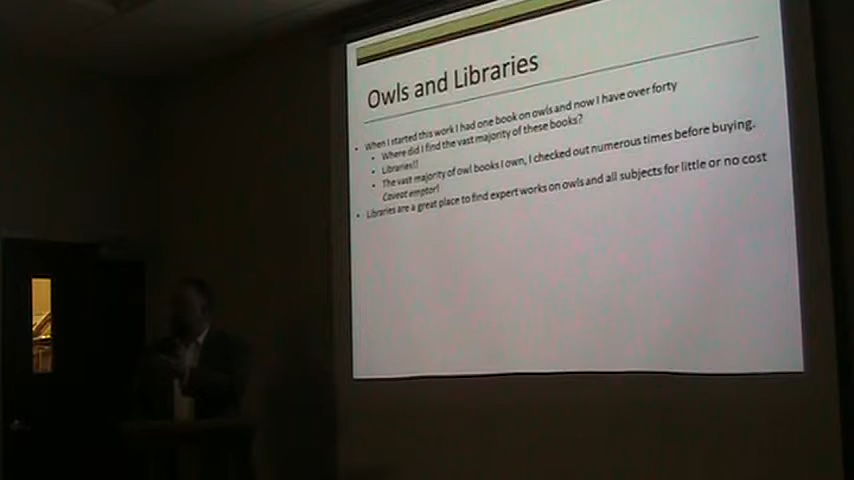 Owls and Libraries
When I started this work I had one book on owls and now I have over forty
Where did I find the vast majority of these books?
Libraries!!
The vast majority of owl books I own, I checked out numerous times before buying.
Caveat emptor!
Libraries are a great place to find expert works on owls and all subjects for little or no cost